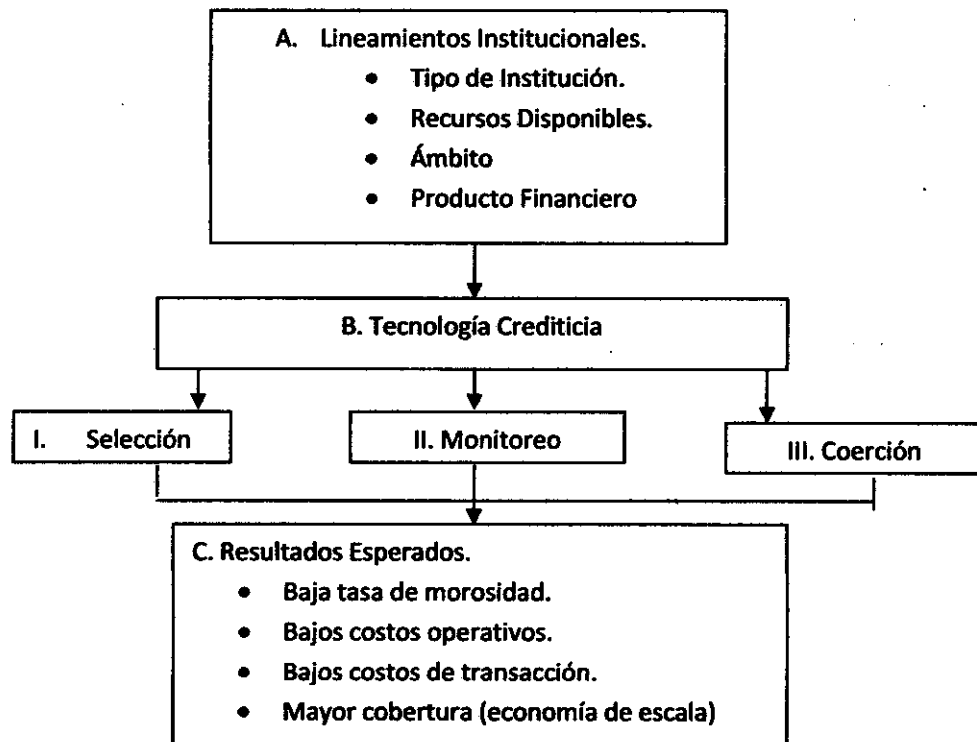 A. Lineamientos Institucionales.
• Tipo de Institución.
• Recursos Disponibles.
• Ámbito
• Producto Financiero
B. Tecnología Crediticia
I. Selección
II. Monitoreo
III. Coerción
C. Resultados Esperados.
• Baja tasa de morosidad.
• Bajos costos operativos.
• Bajos costos de transacción.
• Mayor cobertura (economía de escala)